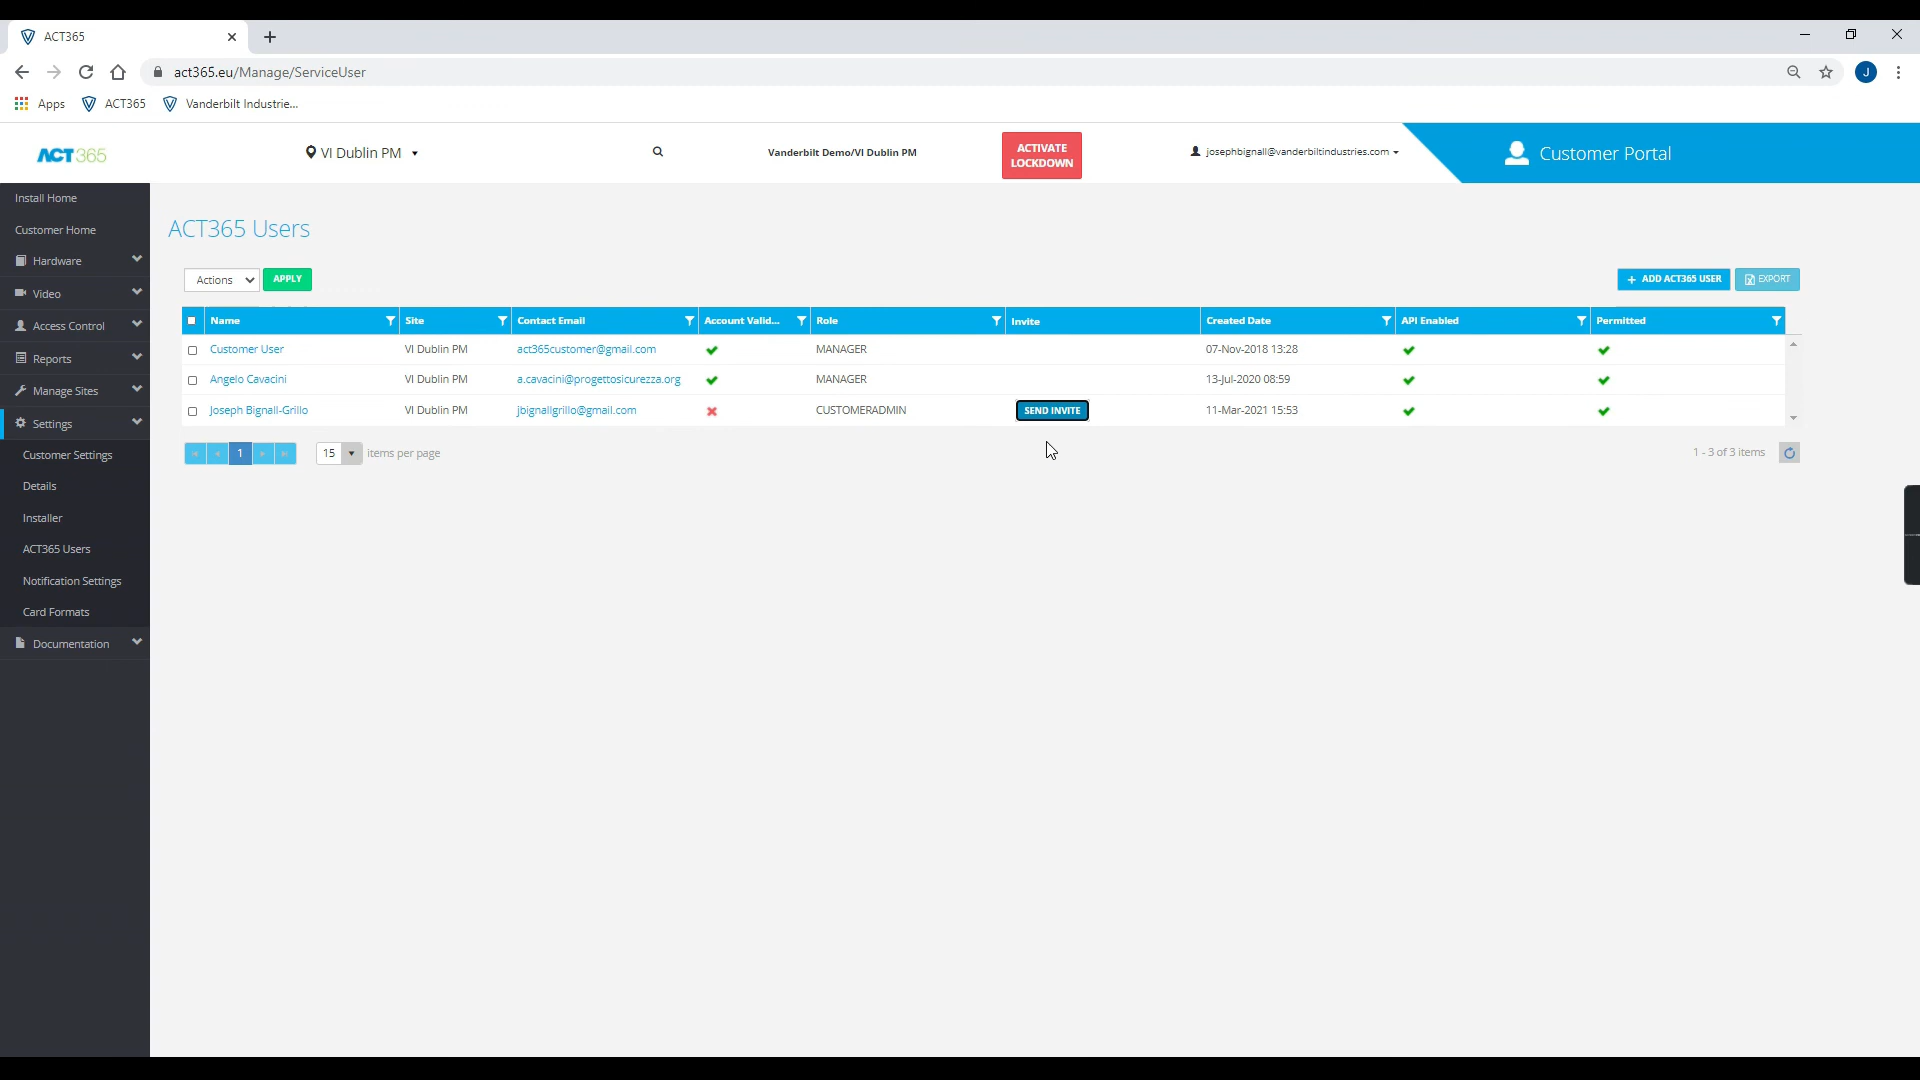 ACT365
act365.eu/Manage/ServiceUser
J
Apps
ACT365
Vanderbilt Industrie...
ACT365
VI Dublin PM
Vanderbilt Demo/VI Dublin PM
ACTIVATE
LOCKDOWN
josephbignall@vanderbiltindustries.com
Customer Portal
Install Home
Customer Home
Hardware
Video
Access Control
Reports
Manage Sites
Settings
Customer Settings
Details
Installer
ACT365 Users
Notification Settings
Card Formats
Documentation
ACT365 Users
Actions APPLY + ADD ACT365 USER EXPORT
Name Site Contact Email Account Valid... Role Invite Created Date API Enabled Permitted
Customer User VI Dublin PM act365customer@gmail.com MANAGER 07-Nov-2018 13:28
Angelo Cavacini VI Dublin PM a.cavacini@progettosicurezza.org MANAGER 13-Jul-2020 08:59
Joseph Bignall-Grillo VI Dublin PM jbignallgrillo@gmail.com CUSTOMERADMIN SEND INVITE 11-Mar-2021 15:53
1 15 items per page 1 - 3 of 3 items